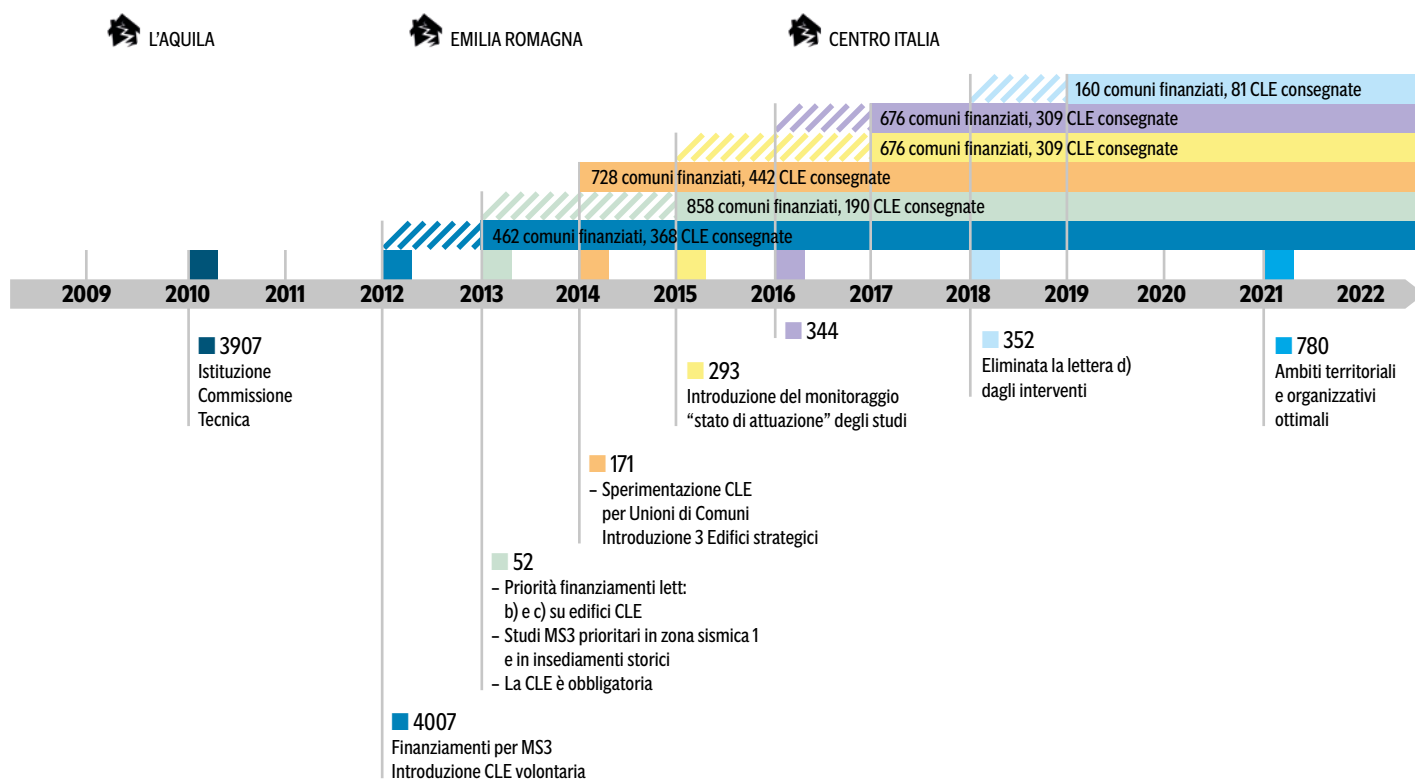 L'AQUILA
EMILIA ROMAGNA
CENTRO ITALIA
160 comuni finanziati, 81 CLE consegnate
676 comuni finanziati, 309 CLE consegnate
676 comuni finanziati, 309 CLE consegnate
728 comuni finanziati, 442 CLE consegnate
858 comuni finanziati, 190 CLE consegnate
462 comuni finanziati, 368 CLE consegnate
2009 2010 2011 2012 2013 2014 2015 2016 2017 2018 2019 2020 2021 2022
3907
Istituzione
Commissione
Tecnica
344
293
Introduzione del monitoraggio
“stato di attuazione” degli studi
352
Eliminata la lettera d)
dagli interventi
780
Ambiti territoriali
e organizzativi
ottimali
171
– Sperimentazione CLE
per Unioni di Comuni
Introduzione 3 Edifici strategici
52
– Priorità finanziamenti lett:
b) e c) su edifici CLE
– Studi MS3 prioritari in zona sismica 1
e in insediamenti storici
– La CLE è obbligatoria
4007
Finanziamenti per MS3
Introduzione CLE volontaria